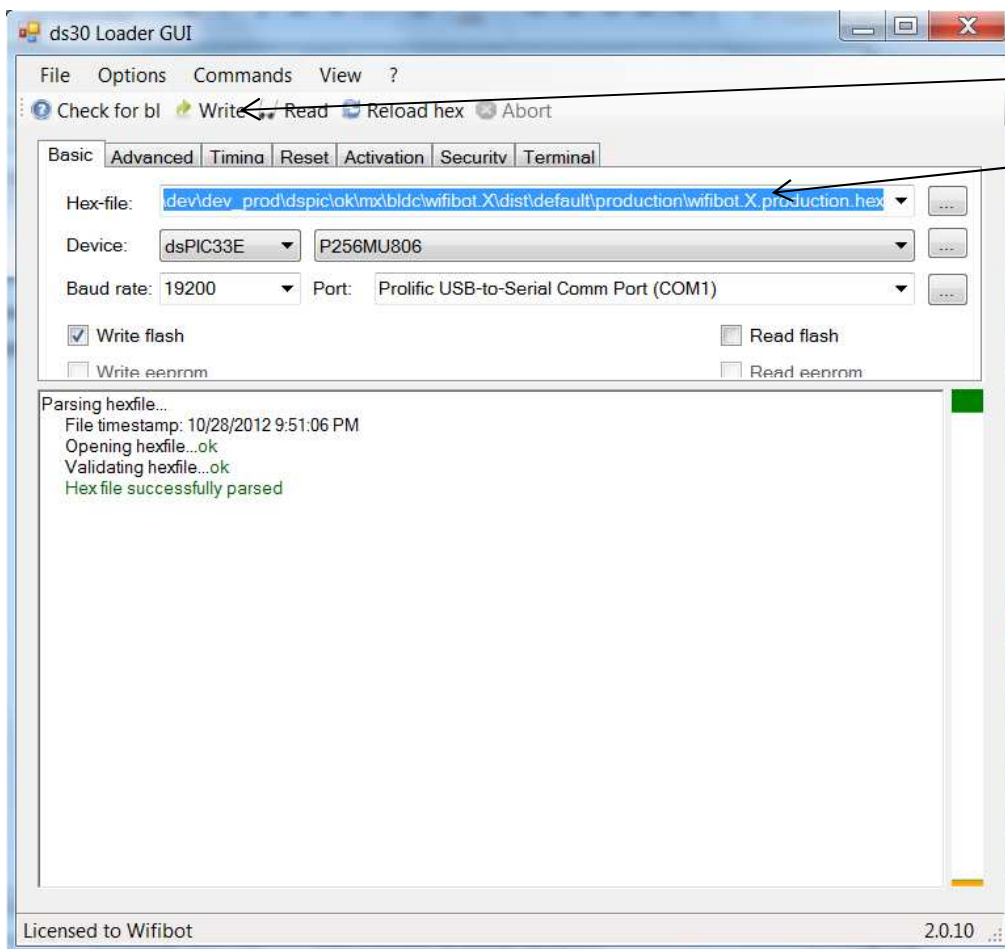 ds30 Loader GUI
File Options Commands View ?
Check for bl Write Read Reload hex Abort
Basic Advanced Timing Reset Activation Security Terminal
Hex-file: \dev\dev_prod\dspic\ok\mx\bldc\wifibot.X\dist\default\production\wifibot.X.production.hex ...
Device: dsPIC33E P256MU806 ...
Baud rate: 19200 Port: Prolific USB-to-Serial Comm Port (COM1) ...
Write flash Read flash
Write eeprom Read eeprom
Parsing hexfile...
File timestamp: 10/28/2012 9:51:06 PM
Opening hexfile...ok
Validating hexfile...ok
Hex file successfully parsed
Licensed to Wifibot 2.0.10